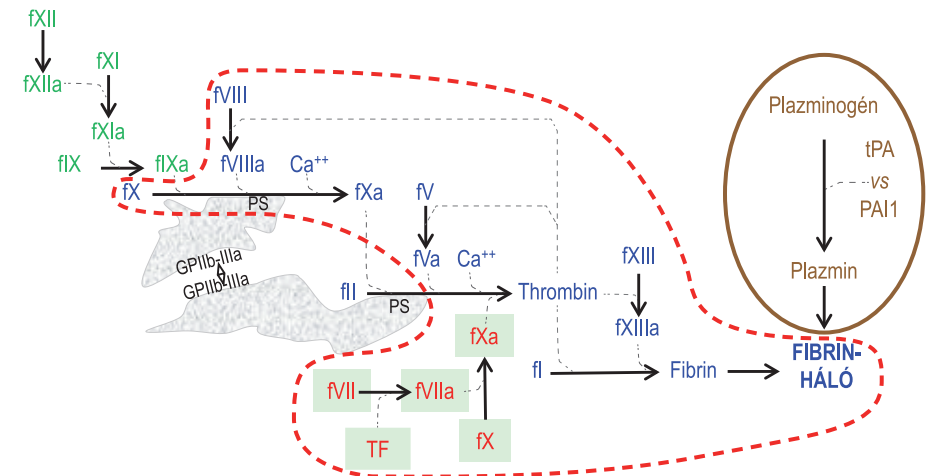 fXII
fXI
fXIIa
fXIa
fIX
fIXa
fVIII
fVIIIa
Ca++
fX
PS
fXa
fV
GPIIb-IIIa
GPIIb-IIIa
fVa
Ca++
fII
PS
Thrombin
fXIII
fXIIIa
fXa
fI
Fibrin
FIBRIN-
HÁLÓ
fVII
fVIIa
TF
fX
Plazminogén
tPA
vs
PAI1
Plazmin